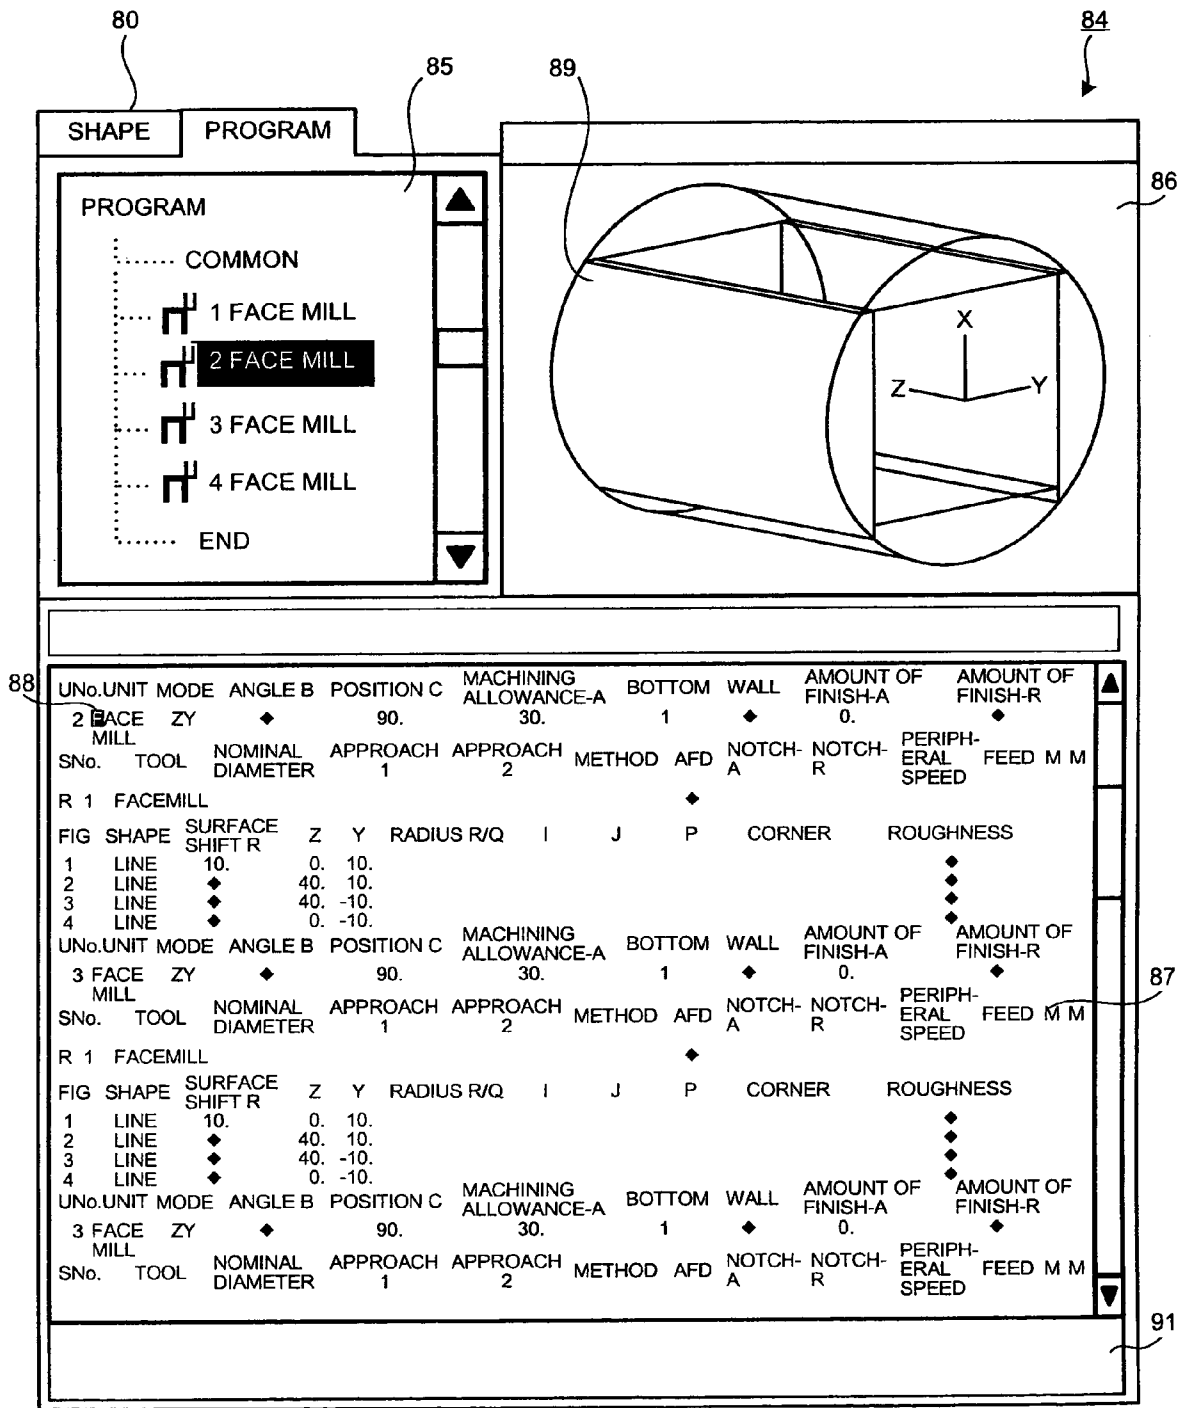 80
84
85
89
SHAPE
PROGRAM
86
PROGRAM
COMMON
1 FACE MILL
2 FACE MILL
3 FACE MILL
4 FACE MILL
END
X
Z
Y
88
UNo.UNIT MODE ANGLE B POSITION C MACHINING ALLOWANCE-A BOTTOM WALL AMOUNT OF FINISH-A AMOUNT OF FINISH-R
2 FACE MILL ZY ◆ 90. 30. 1 ◆ 0. ◆
SNo. TOOL NOMINAL DIAMETER APPROACH 1 APPROACH 2 METHOD AFD NOTCH-A NOTCH-R PERIPH-ERAL SPEED FEED M M
R 1 FACEMILL ◆
FIG SHAPE SURFACE SHIFT R Z Y RADIUS R/Q I J P CORNER ROUGHNESS
1 LINE 10. 0. 10. ◆
2 LINE ◆ 40. 10. ◆
3 LINE ◆ 40. -10. ◆
4 LINE ◆ 0. -10. ◆
UNo.UNIT MODE ANGLE B POSITION C MACHINING ALLOWANCE-A BOTTOM WALL AMOUNT OF FINISH-A AMOUNT OF FINISH-R
3 FACE MILL ZY ◆ 90. 30. 1 ◆ 0. ◆
87
SNo. TOOL NOMINAL DIAMETER APPROACH 1 APPROACH 2 METHOD AFD NOTCH-A NOTCH-R PERIPH-ERAL SPEED FEED M M
R 1 FACEMILL ◆
FIG SHAPE SURFACE SHIFT R Z Y RADIUS R/Q I J P CORNER ROUGHNESS
1 LINE 10. 0. 10. ◆
2 LINE ◆ 40. 10. ◆
3 LINE ◆ 40. -10. ◆
4 LINE ◆ 0. -10. ◆
UNo.UNIT MODE ANGLE B POSITION C MACHINING ALLOWANCE-A BOTTOM WALL AMOUNT OF FINISH-A AMOUNT OF FINISH-R
3 FACE MILL ZY ◆ 90. 30. 1 ◆ 0. ◆
SNo. TOOL NOMINAL DIAMETER APPROACH 1 APPROACH 2 METHOD AFD NOTCH-A NOTCH-R PERIPH-ERAL SPEED FEED M M
91